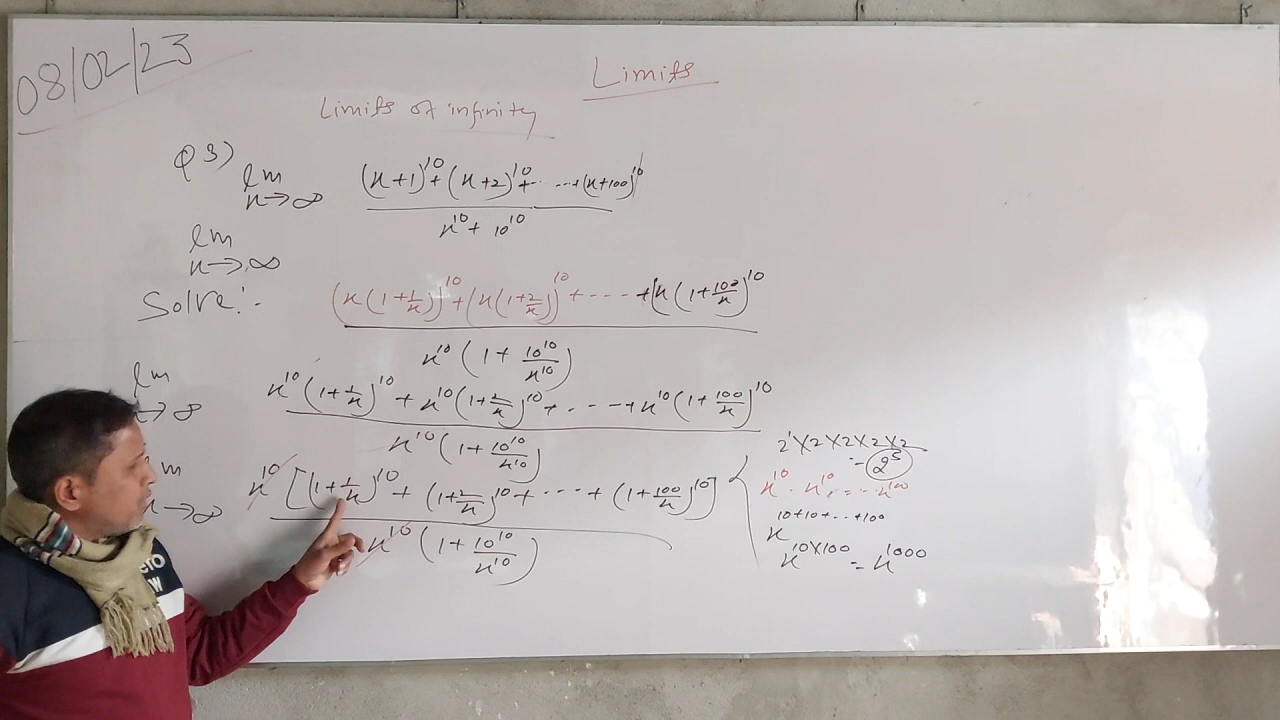 08/02/23
Limits
Limits of infinity
Q 3) lim x→∞ ((x+1)^10 + (x+2)^10 + ... + (x+100)^10) / (x^10 + 10^10)
lim x→∞
Solve:- ((x(1+1/x))^10 + (x(1+2/x))^10 + ---- + (x(1+100/x))^10) / (x^10 (1 + 10^10/x^10))
lim x→∞ (x^10 (1+1/x)^10 + x^10 (1+2/x)^10 + . --- + x^10 (1+100/x)^10) / (x^10 (1 + 10^10/x^10))
lim x→∞ (x^10 [(1+1/x)^10 + (1+2/x)^10 + ... + (1+100/x)^10]) / (x^10 (1 + 10^10/x^10))
2^1×2×2×2×2
= 2^5
x^10 . x^10 . = -- x^100
x^10+10+...+100
x^10×100 = x^1000
ero
W